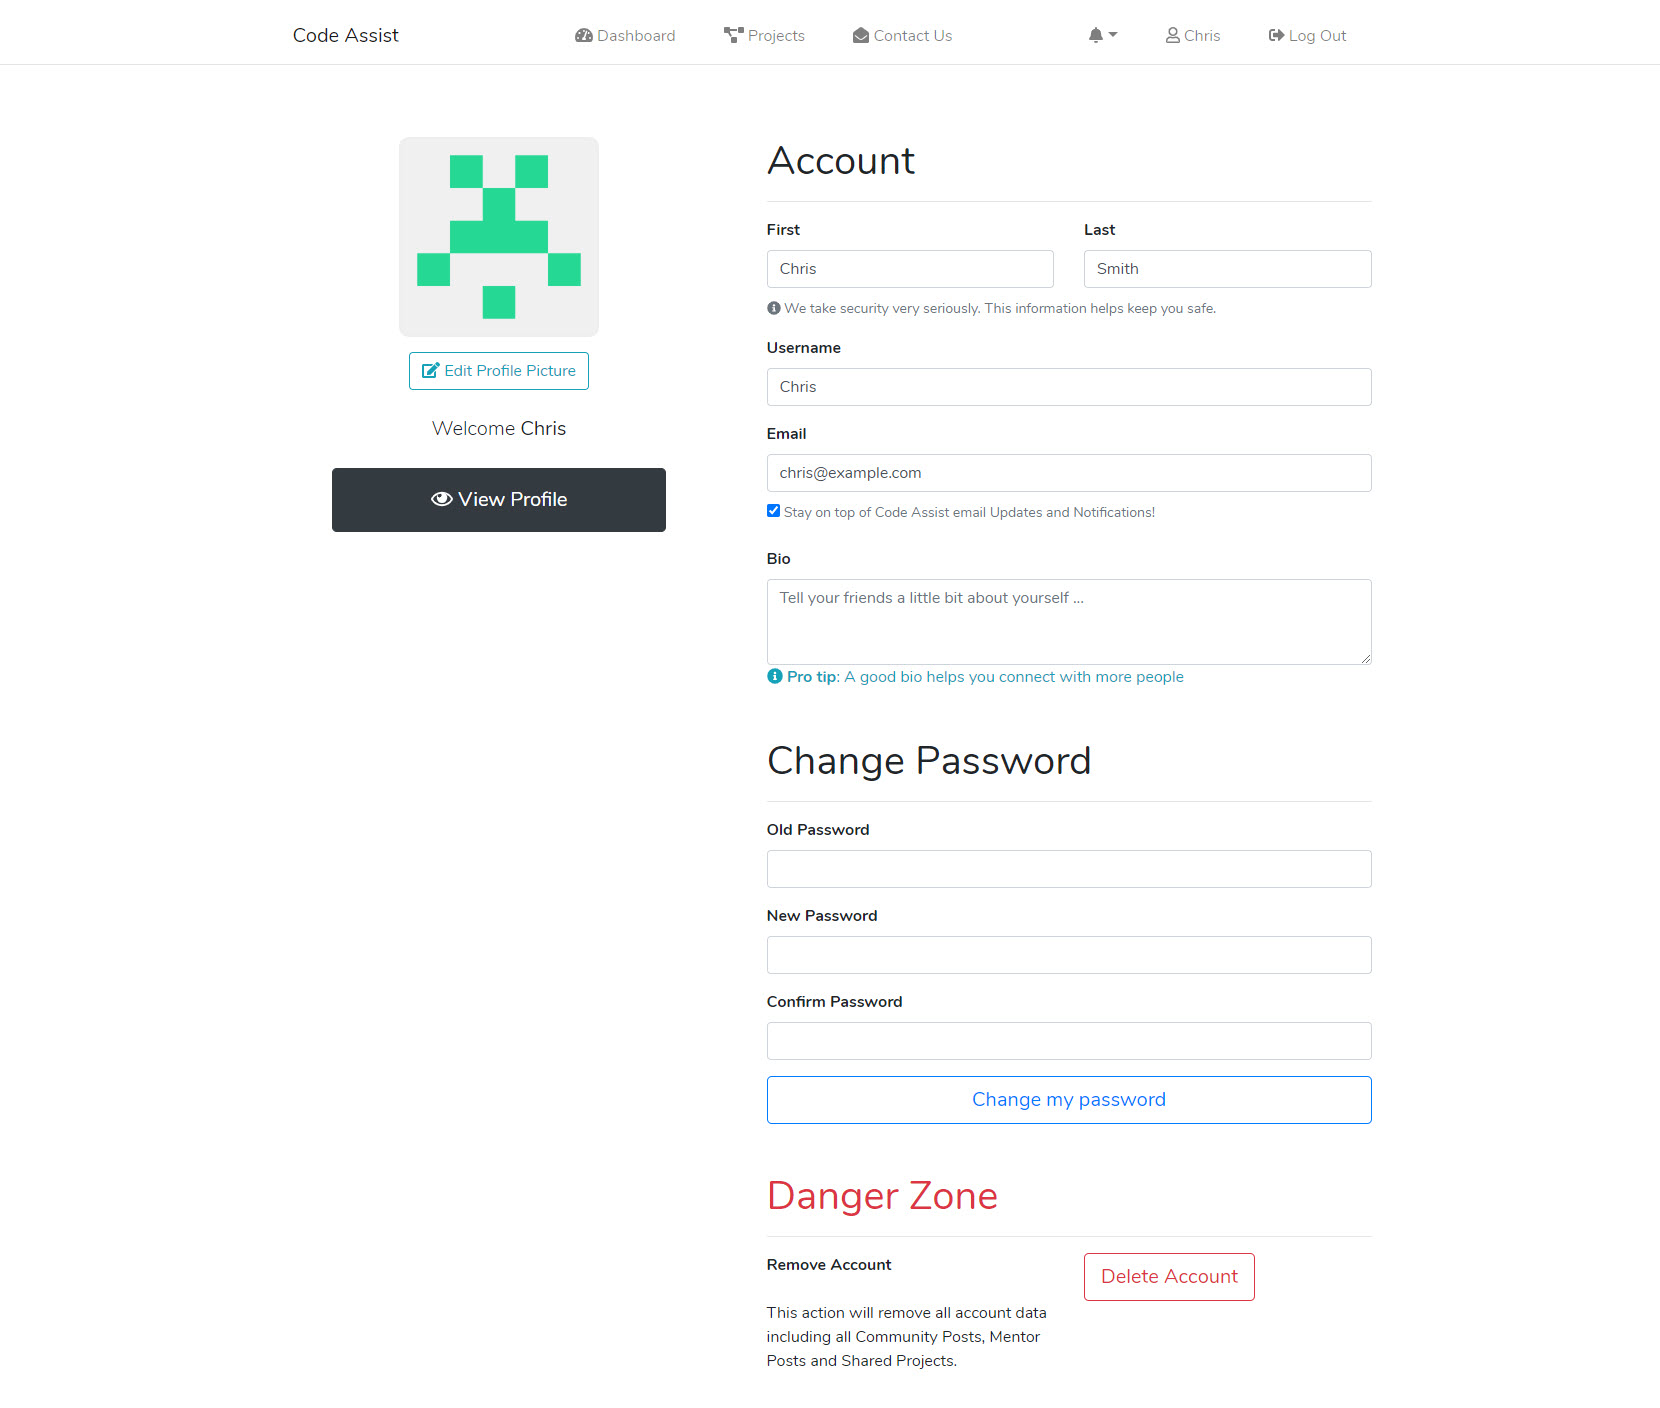 Code Assist
Dashboard
Projects
Contact Us
Chris
Log Out
Edit Profile Picture
Welcome Chris
View Profile
Account
First
Last
Chris
Smith
We take security very seriously. This information helps keep you safe.
Username
Chris
Email
chris@example.com
Stay on top of Code Assist email Updates and Notifications!
Bio
Tell your friends a little bit about yourself ...
Pro tip: A good bio helps you connect with more people
Change Password
Old Password
New Password
Confirm Password
Change my password
Danger Zone
Remove Account
Delete Account
This action will remove all account data
including all Community Posts, Mentor
Posts and Shared Projects.